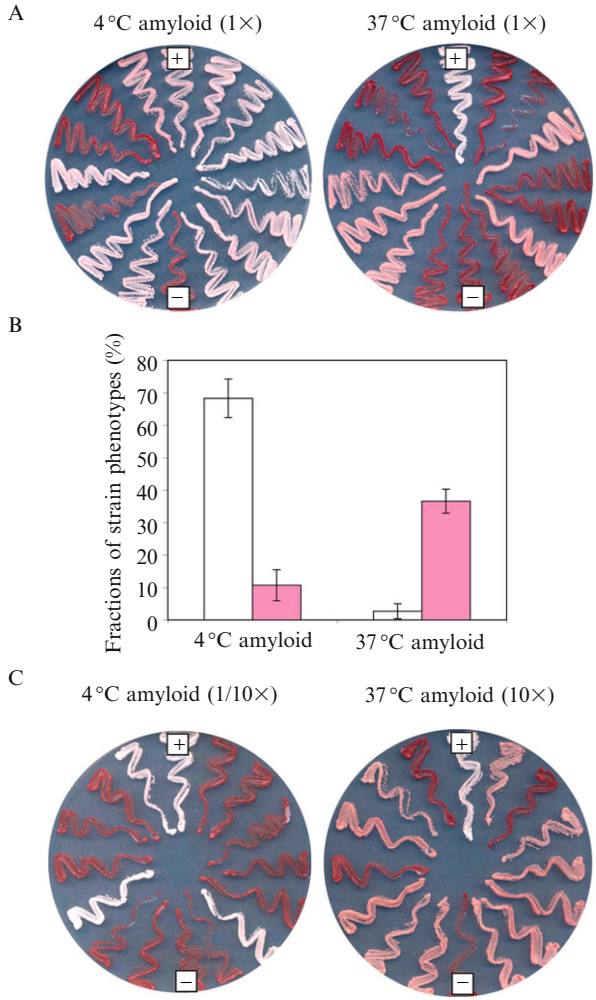 A
4 °C amyloid (1×)
37 °C amyloid (1×)
+
+
−
−
B
Fractions of strain phenotypes (%)
80
70
60
50
40
30
20
10
0
4 °C amyloid
37 °C amyloid
C
4 °C amyloid (1/10×)
37 °C amyloid (10×)
+
+
−
−